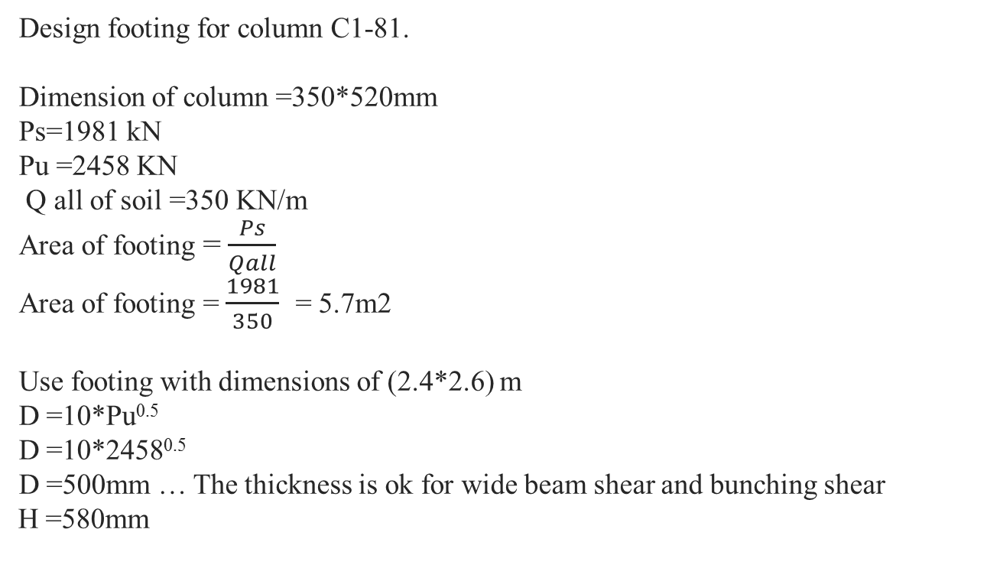 Design footing for column C1-81.
Dimension of column =350*520mm
Ps=1981 kN
Pu =2458 KN
Q all of soil =350 KN/m
Area of footing = Ps/Qall
Area of footing = 1981/350 = 5.7m2
Use footing with dimensions of (2.4*2.6) m
D =10*Pu^0.5
D =10*2458^0.5
D =500mm … The thickness is ok for wide beam shear and bunching shear
H =580mm